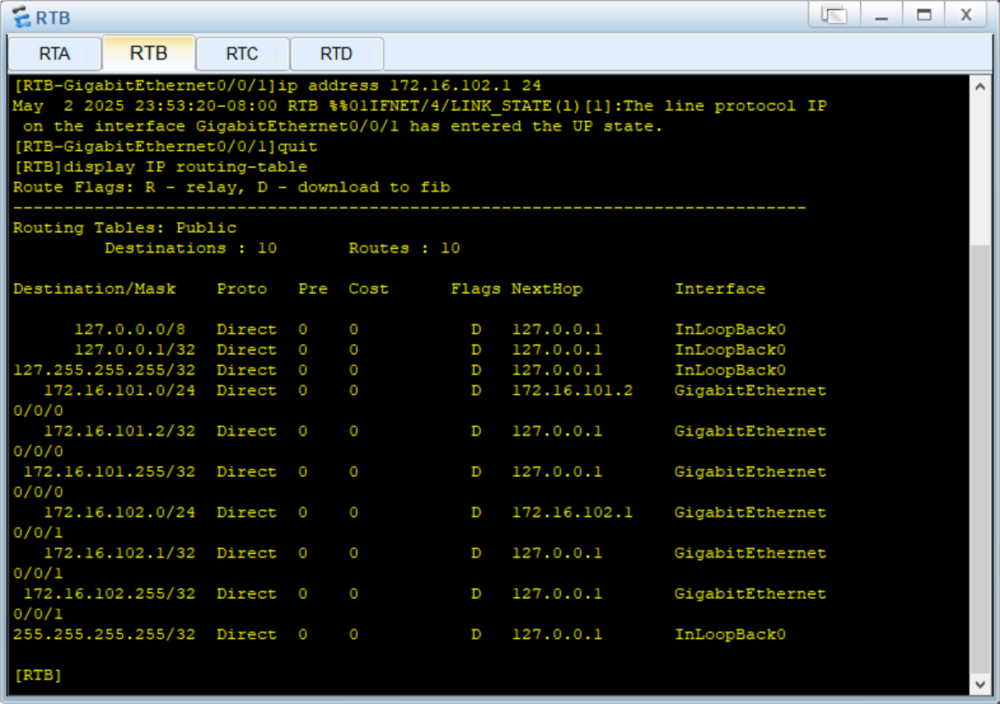 RTB
RTA RTB RTC RTD
[RTB-GigabitEthernet0/0/1]ip address 172.16.102.1 24
May  2 2025 23:53:20-08:00 RTB %%01IFNET/4/LINK_STATE(l)[1]:The line protocol IP
 on the interface GigabitEthernet0/0/1 has entered the UP state.
[RTB-GigabitEthernet0/0/1]quit
[RTB]display IP routing-table
Route Flags: R - relay, D - download to fib
------------------------------------------------------------------------------
Routing Tables: Public
         Destinations : 10       Routes : 10
Destination/Mask    Proto   Pre  Cost      Flags NextHop         Interface
      127.0.0.0/8   Direct  0    0           D   127.0.0.1       InLoopBack0
      127.0.0.1/32  Direct  0    0           D   127.0.0.1       InLoopBack0
127.255.255.255/32  Direct  0    0           D   127.0.0.1       InLoopBack0
   172.16.101.0/24  Direct  0    0           D   172.16.101.2    GigabitEthernet
0/0/0
   172.16.101.2/32  Direct  0    0           D   127.0.0.1       GigabitEthernet
0/0/0
 172.16.101.255/32  Direct  0    0           D   127.0.0.1       GigabitEthernet
0/0/0
   172.16.102.0/24  Direct  0    0           D   172.16.102.1    GigabitEthernet
0/0/1
   172.16.102.1/32  Direct  0    0           D   127.0.0.1       GigabitEthernet
0/0/1
 172.16.102.255/32  Direct  0    0           D   127.0.0.1       GigabitEthernet
0/0/1
255.255.255.255/32  Direct  0    0           D   127.0.0.1       InLoopBack0
[RTB]